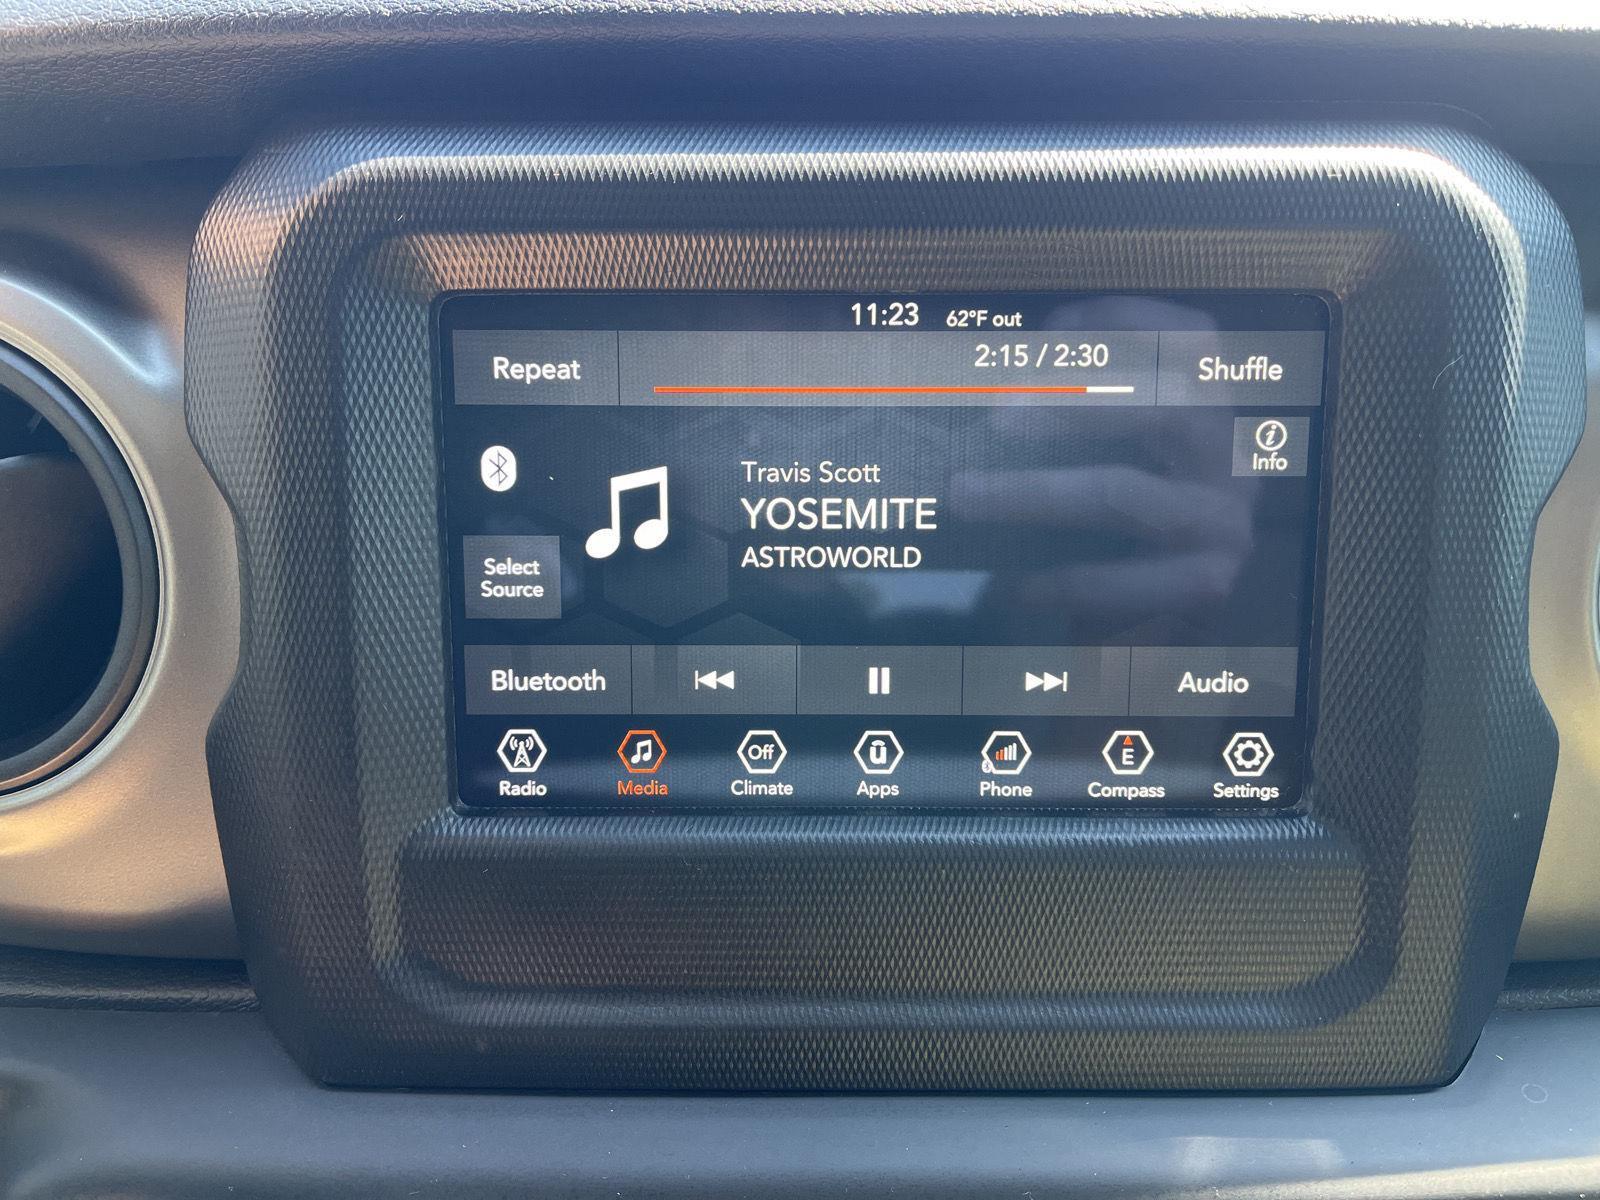 11:23 62°F out
Repeat
2:15 / 2:30
Shuffle
Info
Travis Scott
YOSEMITE
ASTROWORLD
Select
Source
Bluetooth
Audio
Off
E
Radio Media Climate Apps Phone Compass Settings